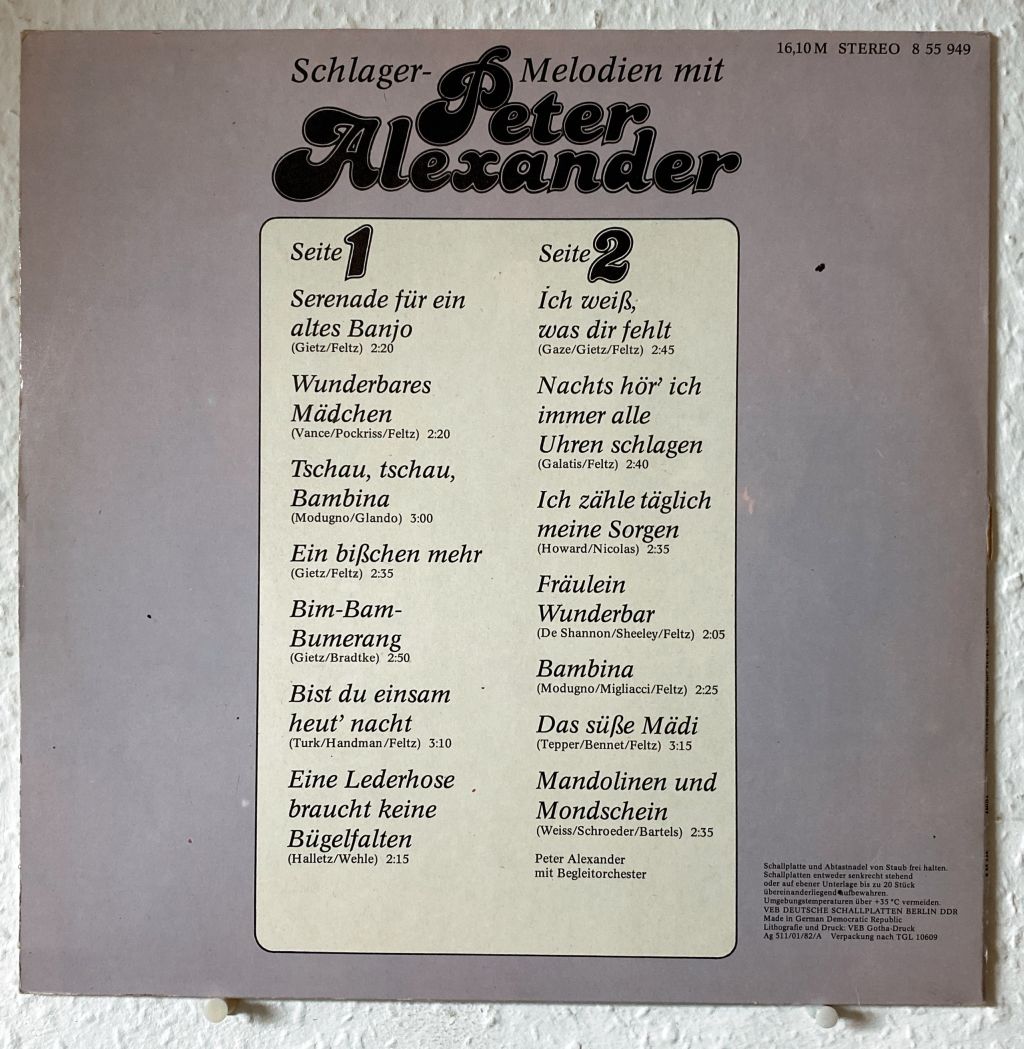 16,10 M STEREO 8 55 949
Schlager- Melodien mit
Peter
Alexander
Seite 1
Serenade für ein
altes Banjo
(Gietz/Feltz) 2:20
Wunderbares
Mädchen
(Vance/Pockriss/Feltz) 2:20
Tschau, tschau,
Bambina
(Modugno/Glando) 3:00
Ein bißchen mehr
(Gietz/Feltz) 2:35
Bim-Bam-
Bumerang
(Gietz/Bradtke) 2:50
Bist du einsam
heut' nacht
(Turk/Handman/Feltz) 3:10
Eine Lederhose
braucht keine
Bügelfalten
(Halletz/Wehle) 2:15
Seite 2
Ich weiß,
was dir fehlt
(Gaze/Gietz/Feltz) 2:45
Nachts hör' ich
immer alle
Uhren schlagen
(Galatis/Feltz) 2:40
Ich zähle täglich
meine Sorgen
(Howard/Nicolas) 2:35
Fräulein
Wunderbar
(De Shannon/Sheeley/Feltz) 2:05
Bambina
(Modugno/Migliacci/Feltz) 2:25
Das süße Mädi
(Tepper/Bennet/Feltz) 3:15
Mandolinen und
Mondschein
(Weiss/Schroeder/Bartels) 2:35
Peter Alexander
mit Begleitorchester
Schallplatte und Abtastnadel von Staub frei halten.
Schallplatten entweder senkrecht stehend
oder auf ebener Unterlage bis zu 20 Stück
übereinanderliegend aufbewahren.
Umgebungstemperaturen über +35 °C vermeiden.
VEB DEUTSCHE SCHALLPLATTEN BERLIN DDR
Made in German Democratic Republic
Lithografie und Druck: VEB Gotha-Druck
Ag 511/01/82/A Verpackung nach TGL 10609